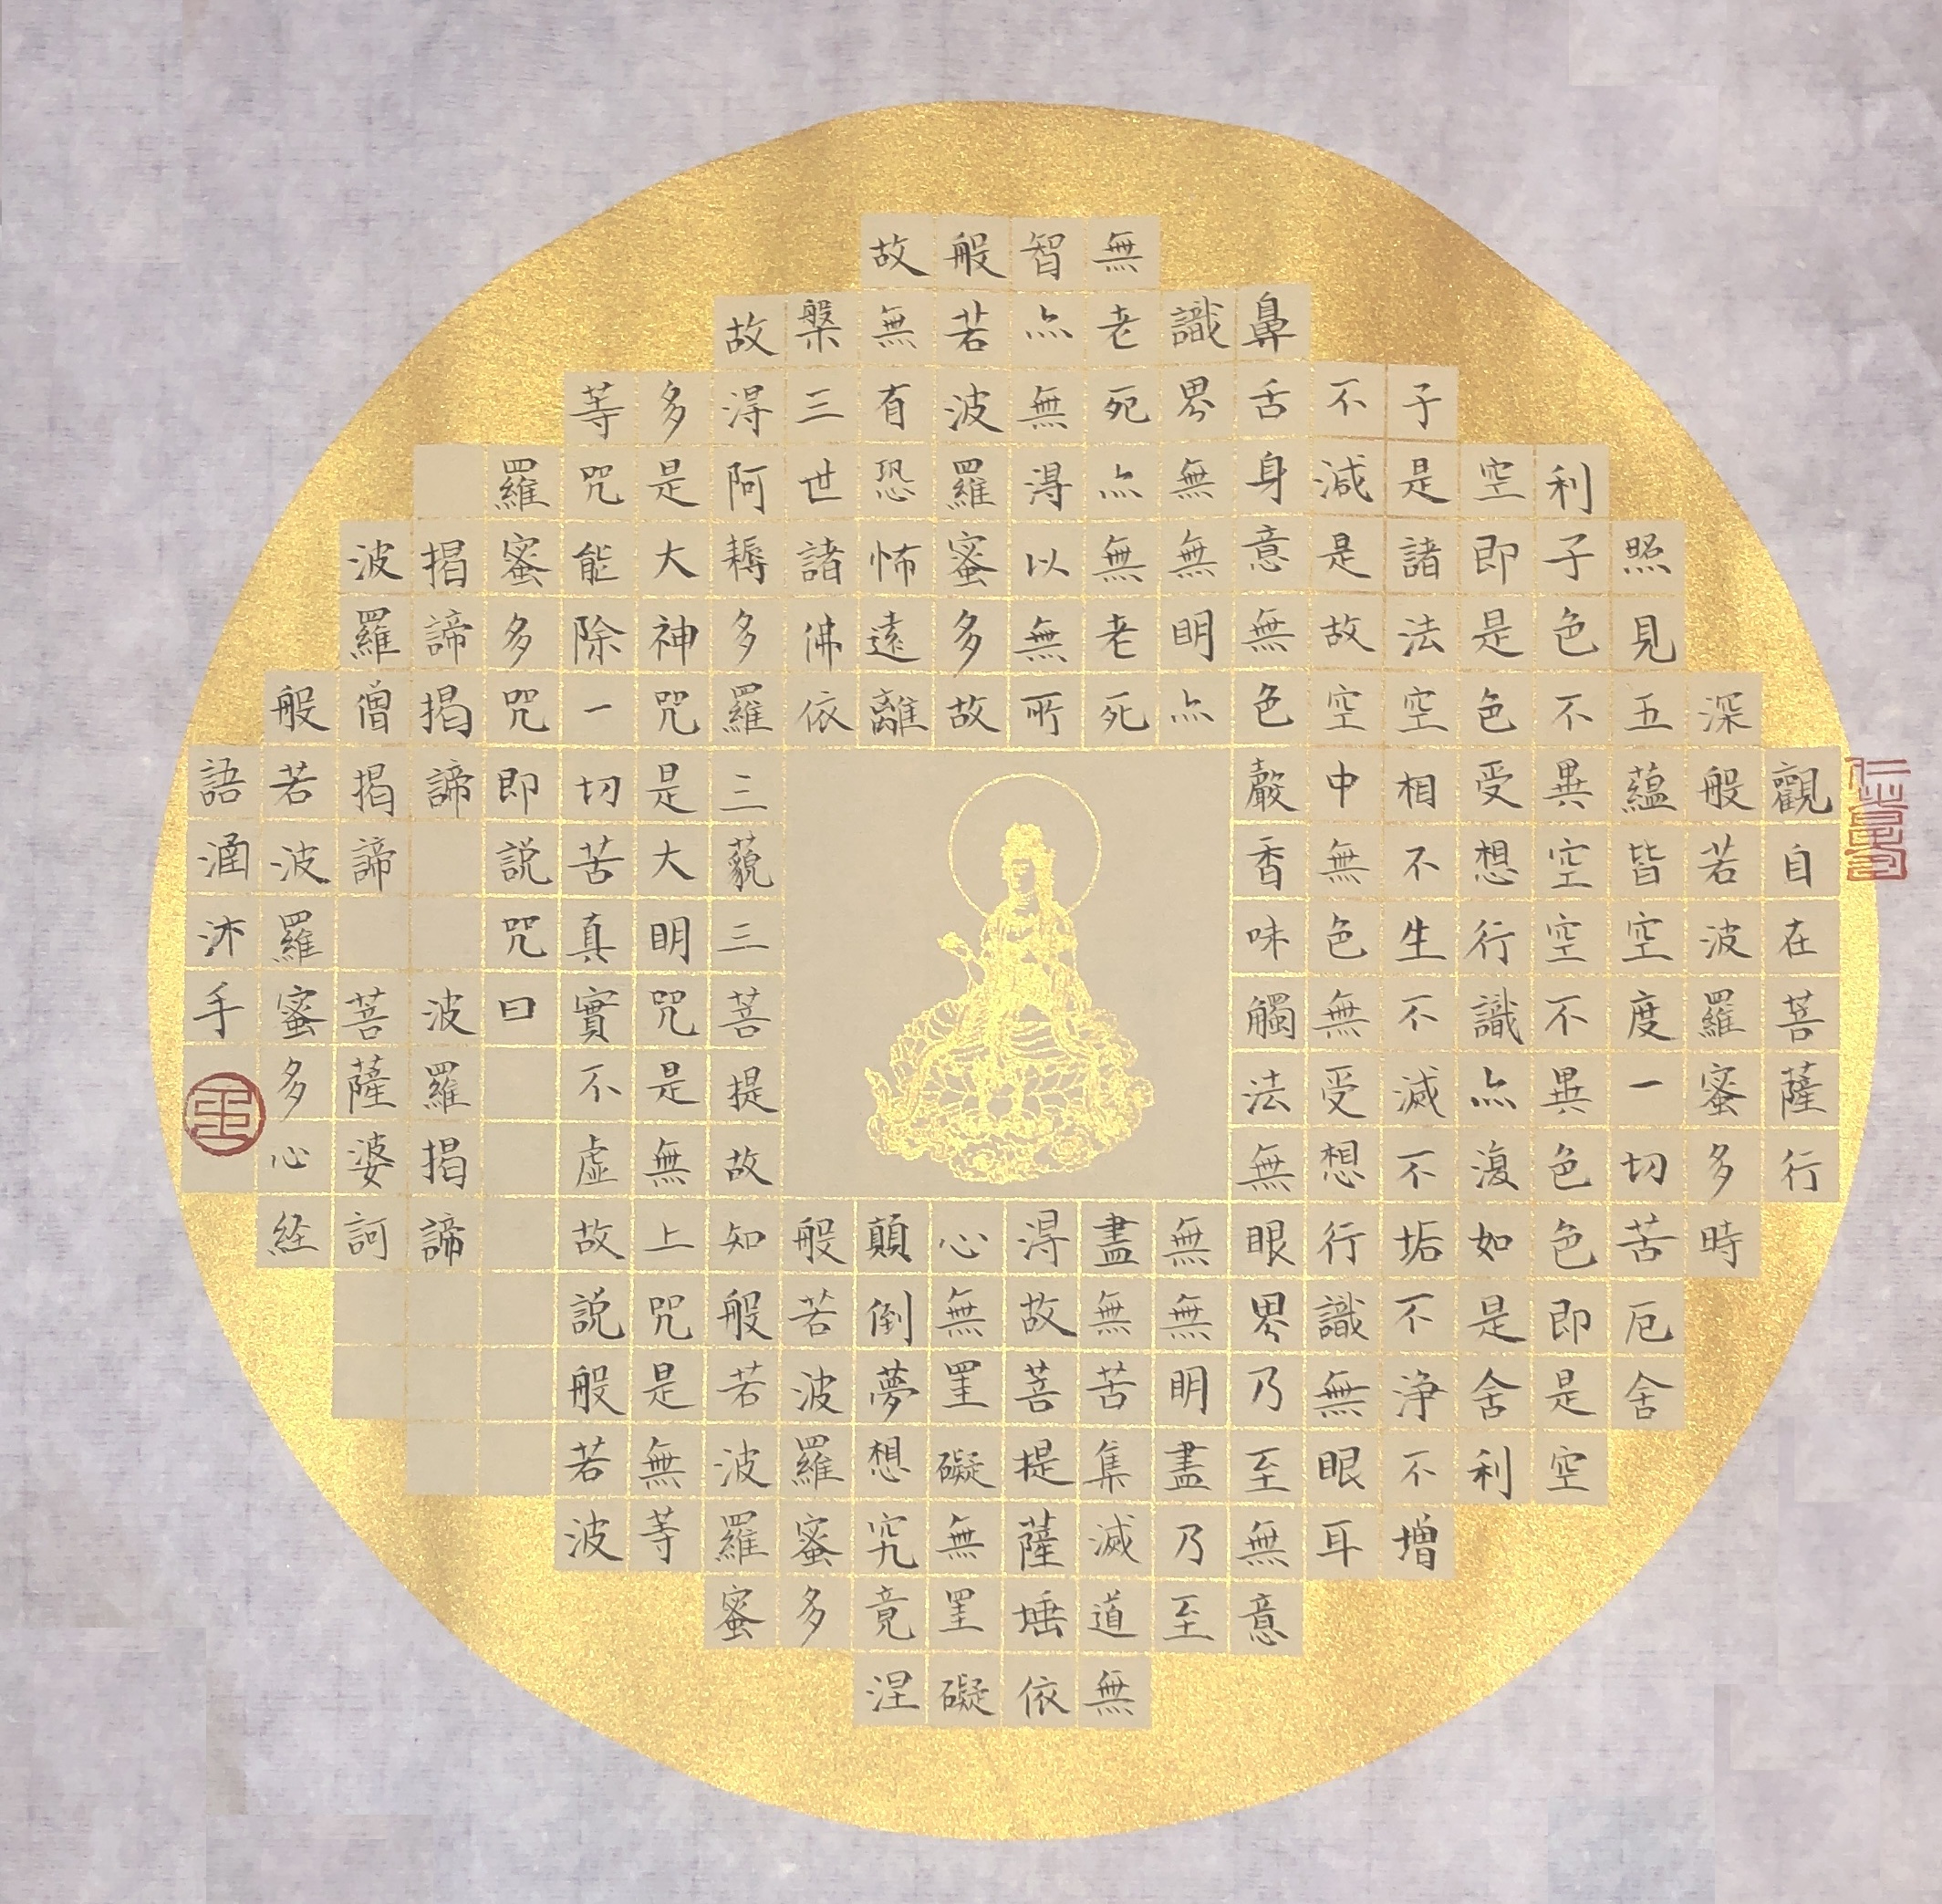 觀自在菩薩行
深般若波羅蜜多時
照見五蘊皆空度一切苦厄舍
利子色不異空空不異色色即是空
空即是色受想行識亦復如是舍利
子是諸法空相不生不滅不垢不净不增
不減是故空中無色無受想行識無眼耳
鼻舌身意無色聲香味觸法無眼界乃至無意
識界無無明亦無無明盡乃至
無老死亦無老死盡無苦集滅道無
智亦無得以無所得故菩提薩埵依
般若波羅蜜多故心無罣礙無罣礙
故無有恐怖遠離顛倒夢想究竟涅
槃三世諸佛依般若波羅蜜多
故得阿耨多羅三藐三菩提故知般若波羅蜜
多是大神咒是大明咒是無上咒是無等
等咒能除一切苦真實不虚故説般若波
羅蜜多咒即説咒曰
揭諦揭諦 波羅揭諦
波羅僧揭諦 菩薩婆訶
般若波羅蜜多心経
語涵沐手